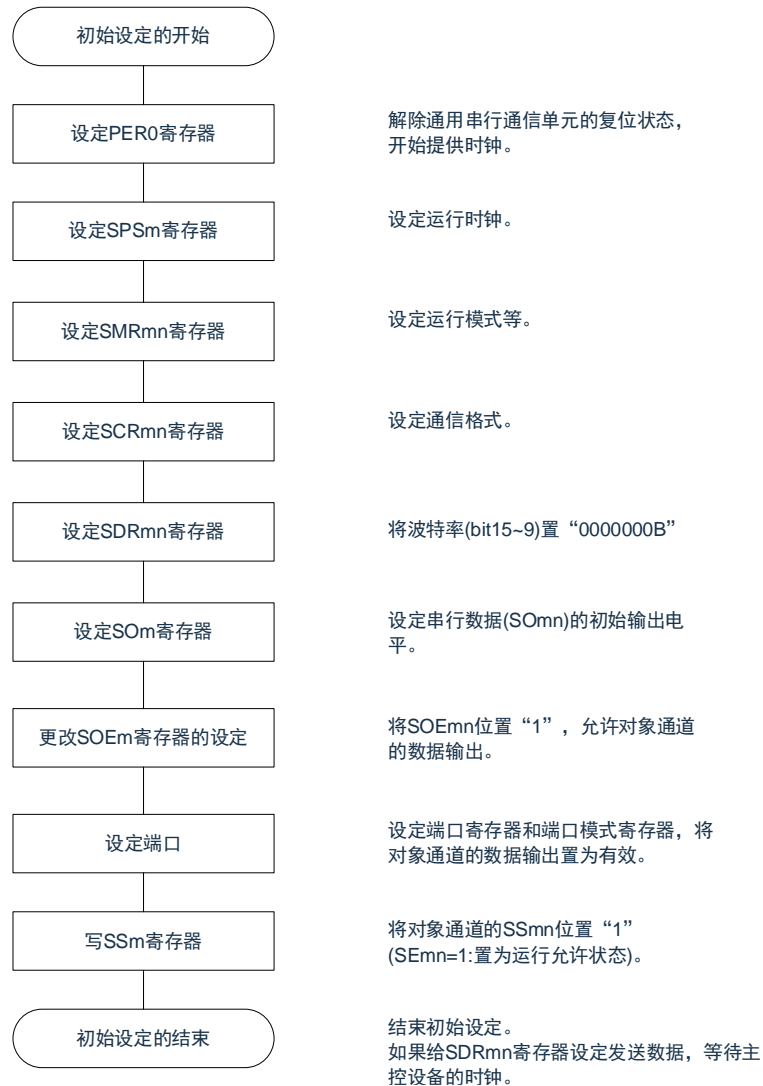 初始设定的开始
设定PER0寄存器
解除通用串行通信单元的复位状态，
开始提供时钟。
设定SPSm寄存器
设定运行时钟。
设定SMRmn寄存器
设定运行模式等。
设定SCRmn寄存器
设定通信格式。
设定SDRmn寄存器
将波特率(bit15~9)置“0000000B”
设定SOm寄存器
设定串行数据(SOmn)的初始输出电
平。
更改SOEm寄存器的设定
将SOEmn位置“1”，允许对象通道
的数据输出。
设定端口
设定端口寄存器和端口模式寄存器，将
对象通道的数据输出置为有效。
写SSm寄存器
将对象通道的SSmn位置“1”
(SEmn=1:置为运行允许状态)。
初始设定的结束
结束初始设定。
如果给SDRmn寄存器设定发送数据，等待主
控设备的时钟。